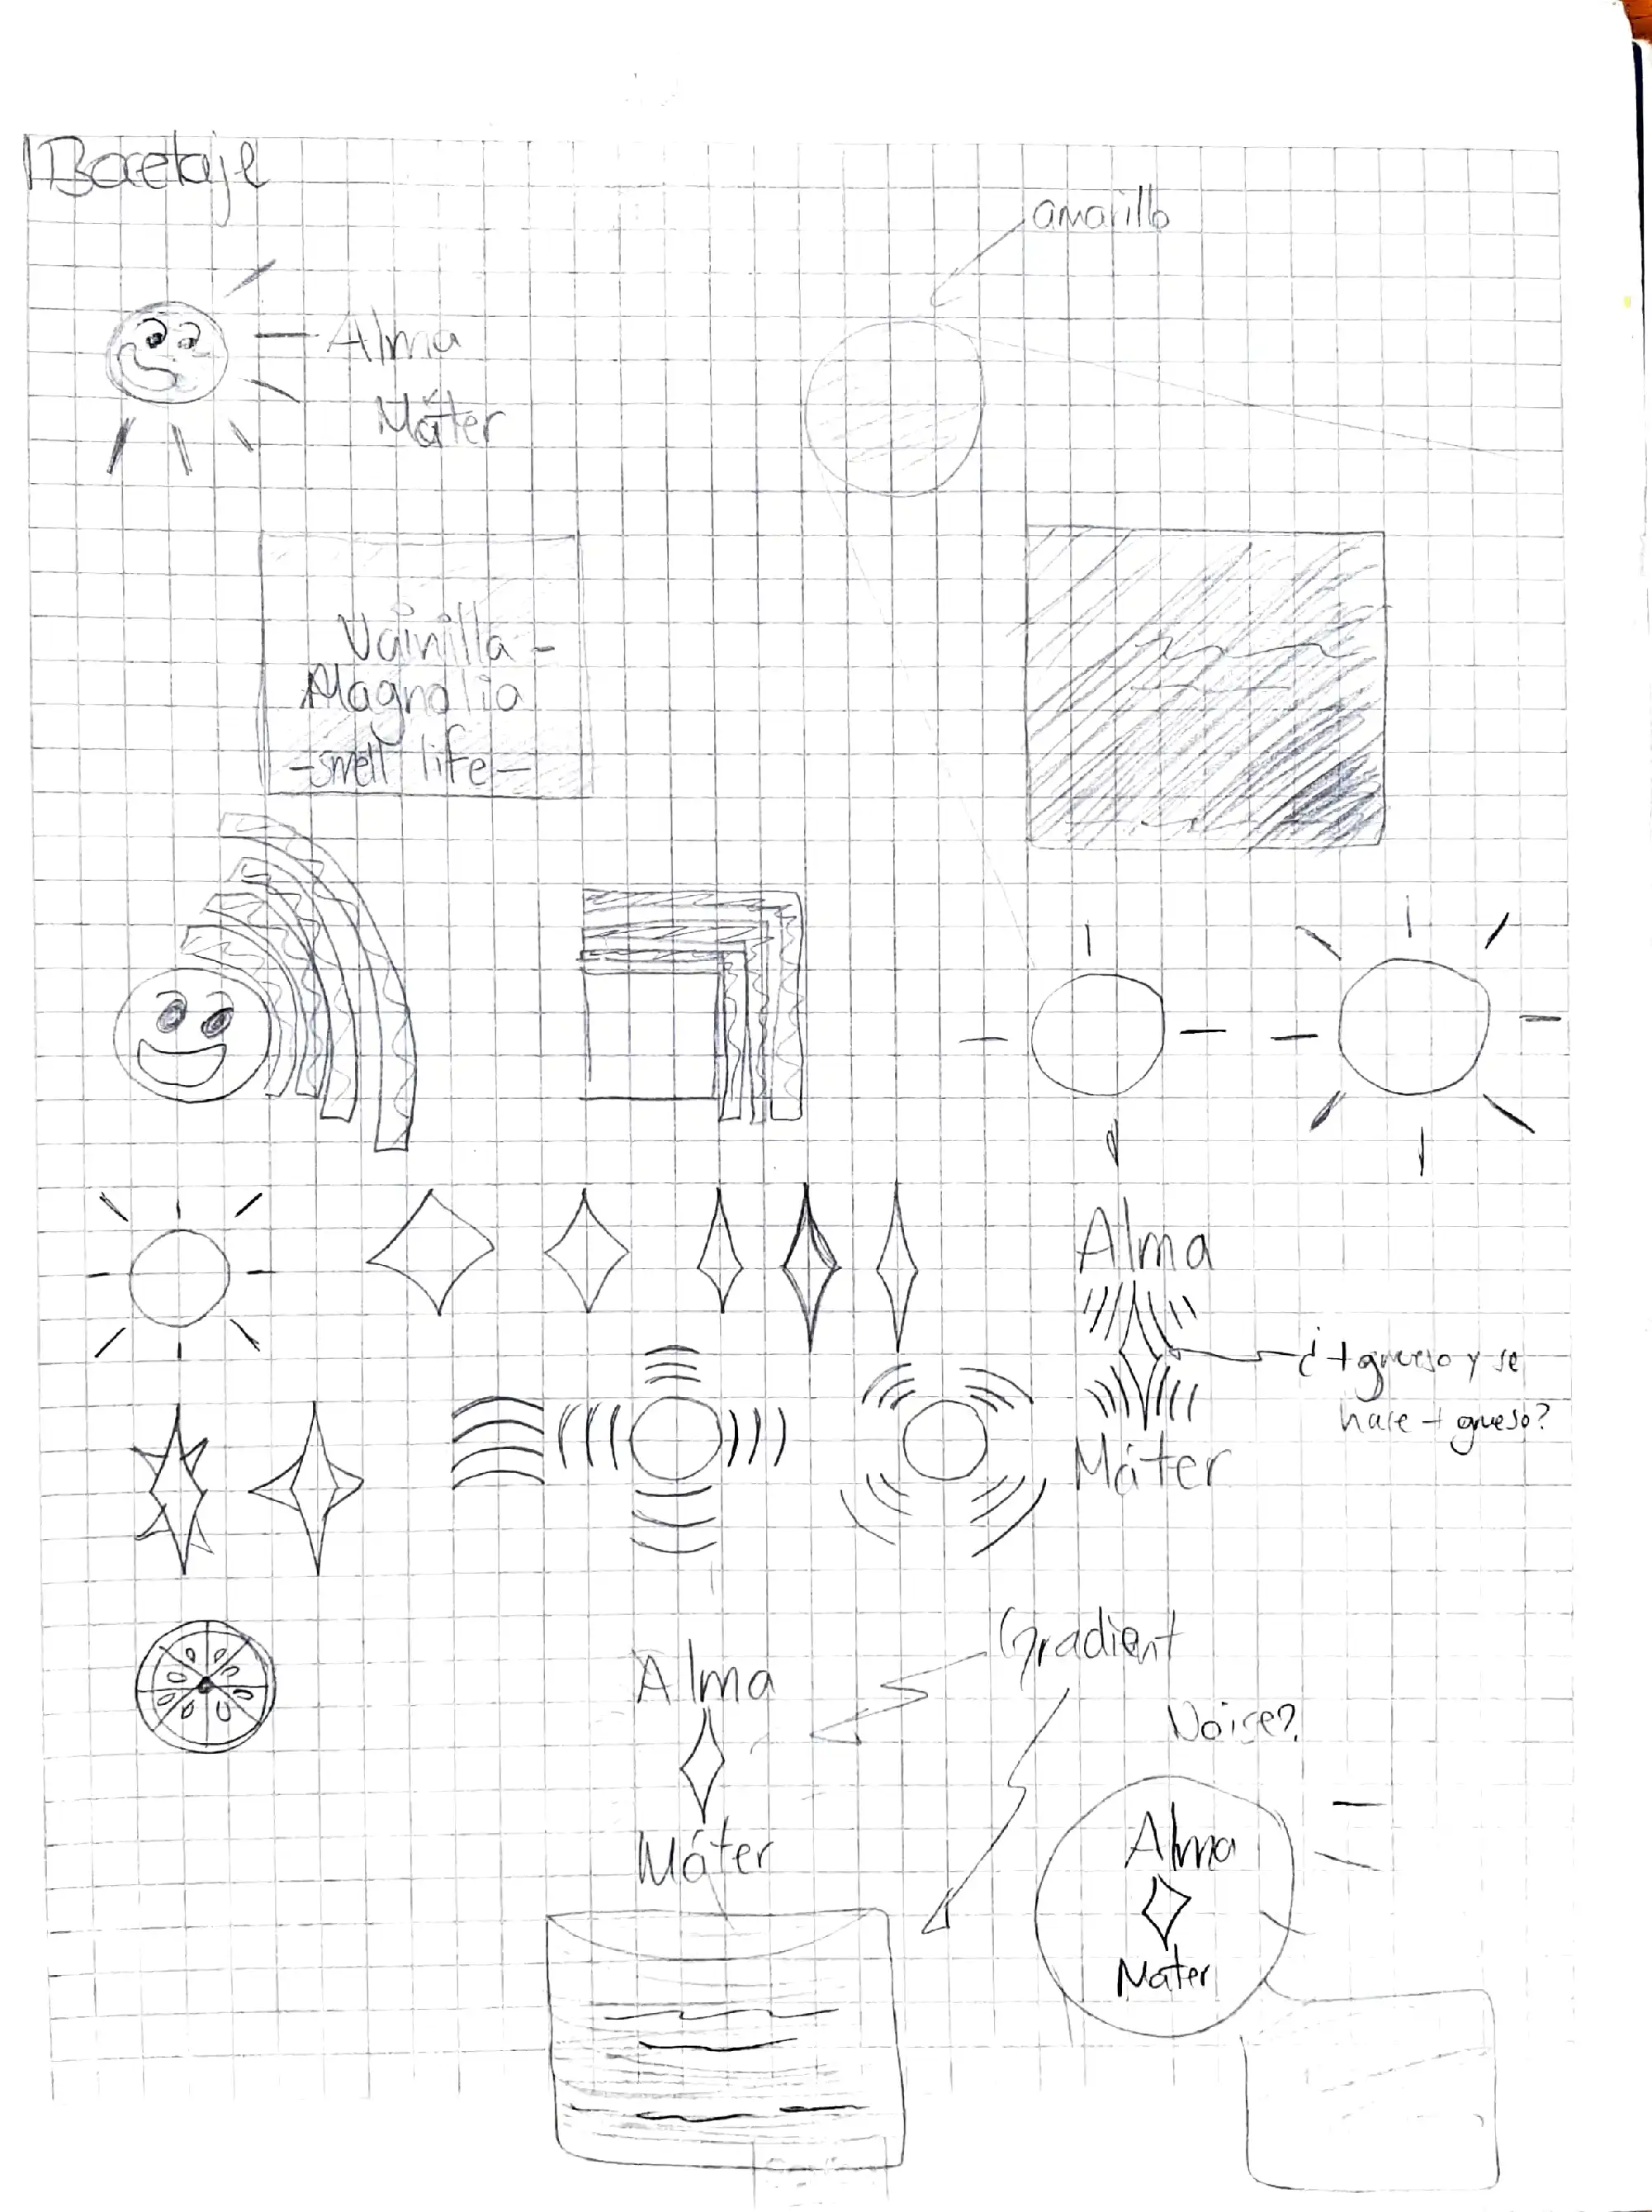 Bocetaje
amarillo
Alma
Máter
Vainilla -
Magnolia
- smell life -
Alma
¿+ grueso y se
hace + grueso?
Máter
Gradient
Alma
Noise?
Máter
Alma
Mater